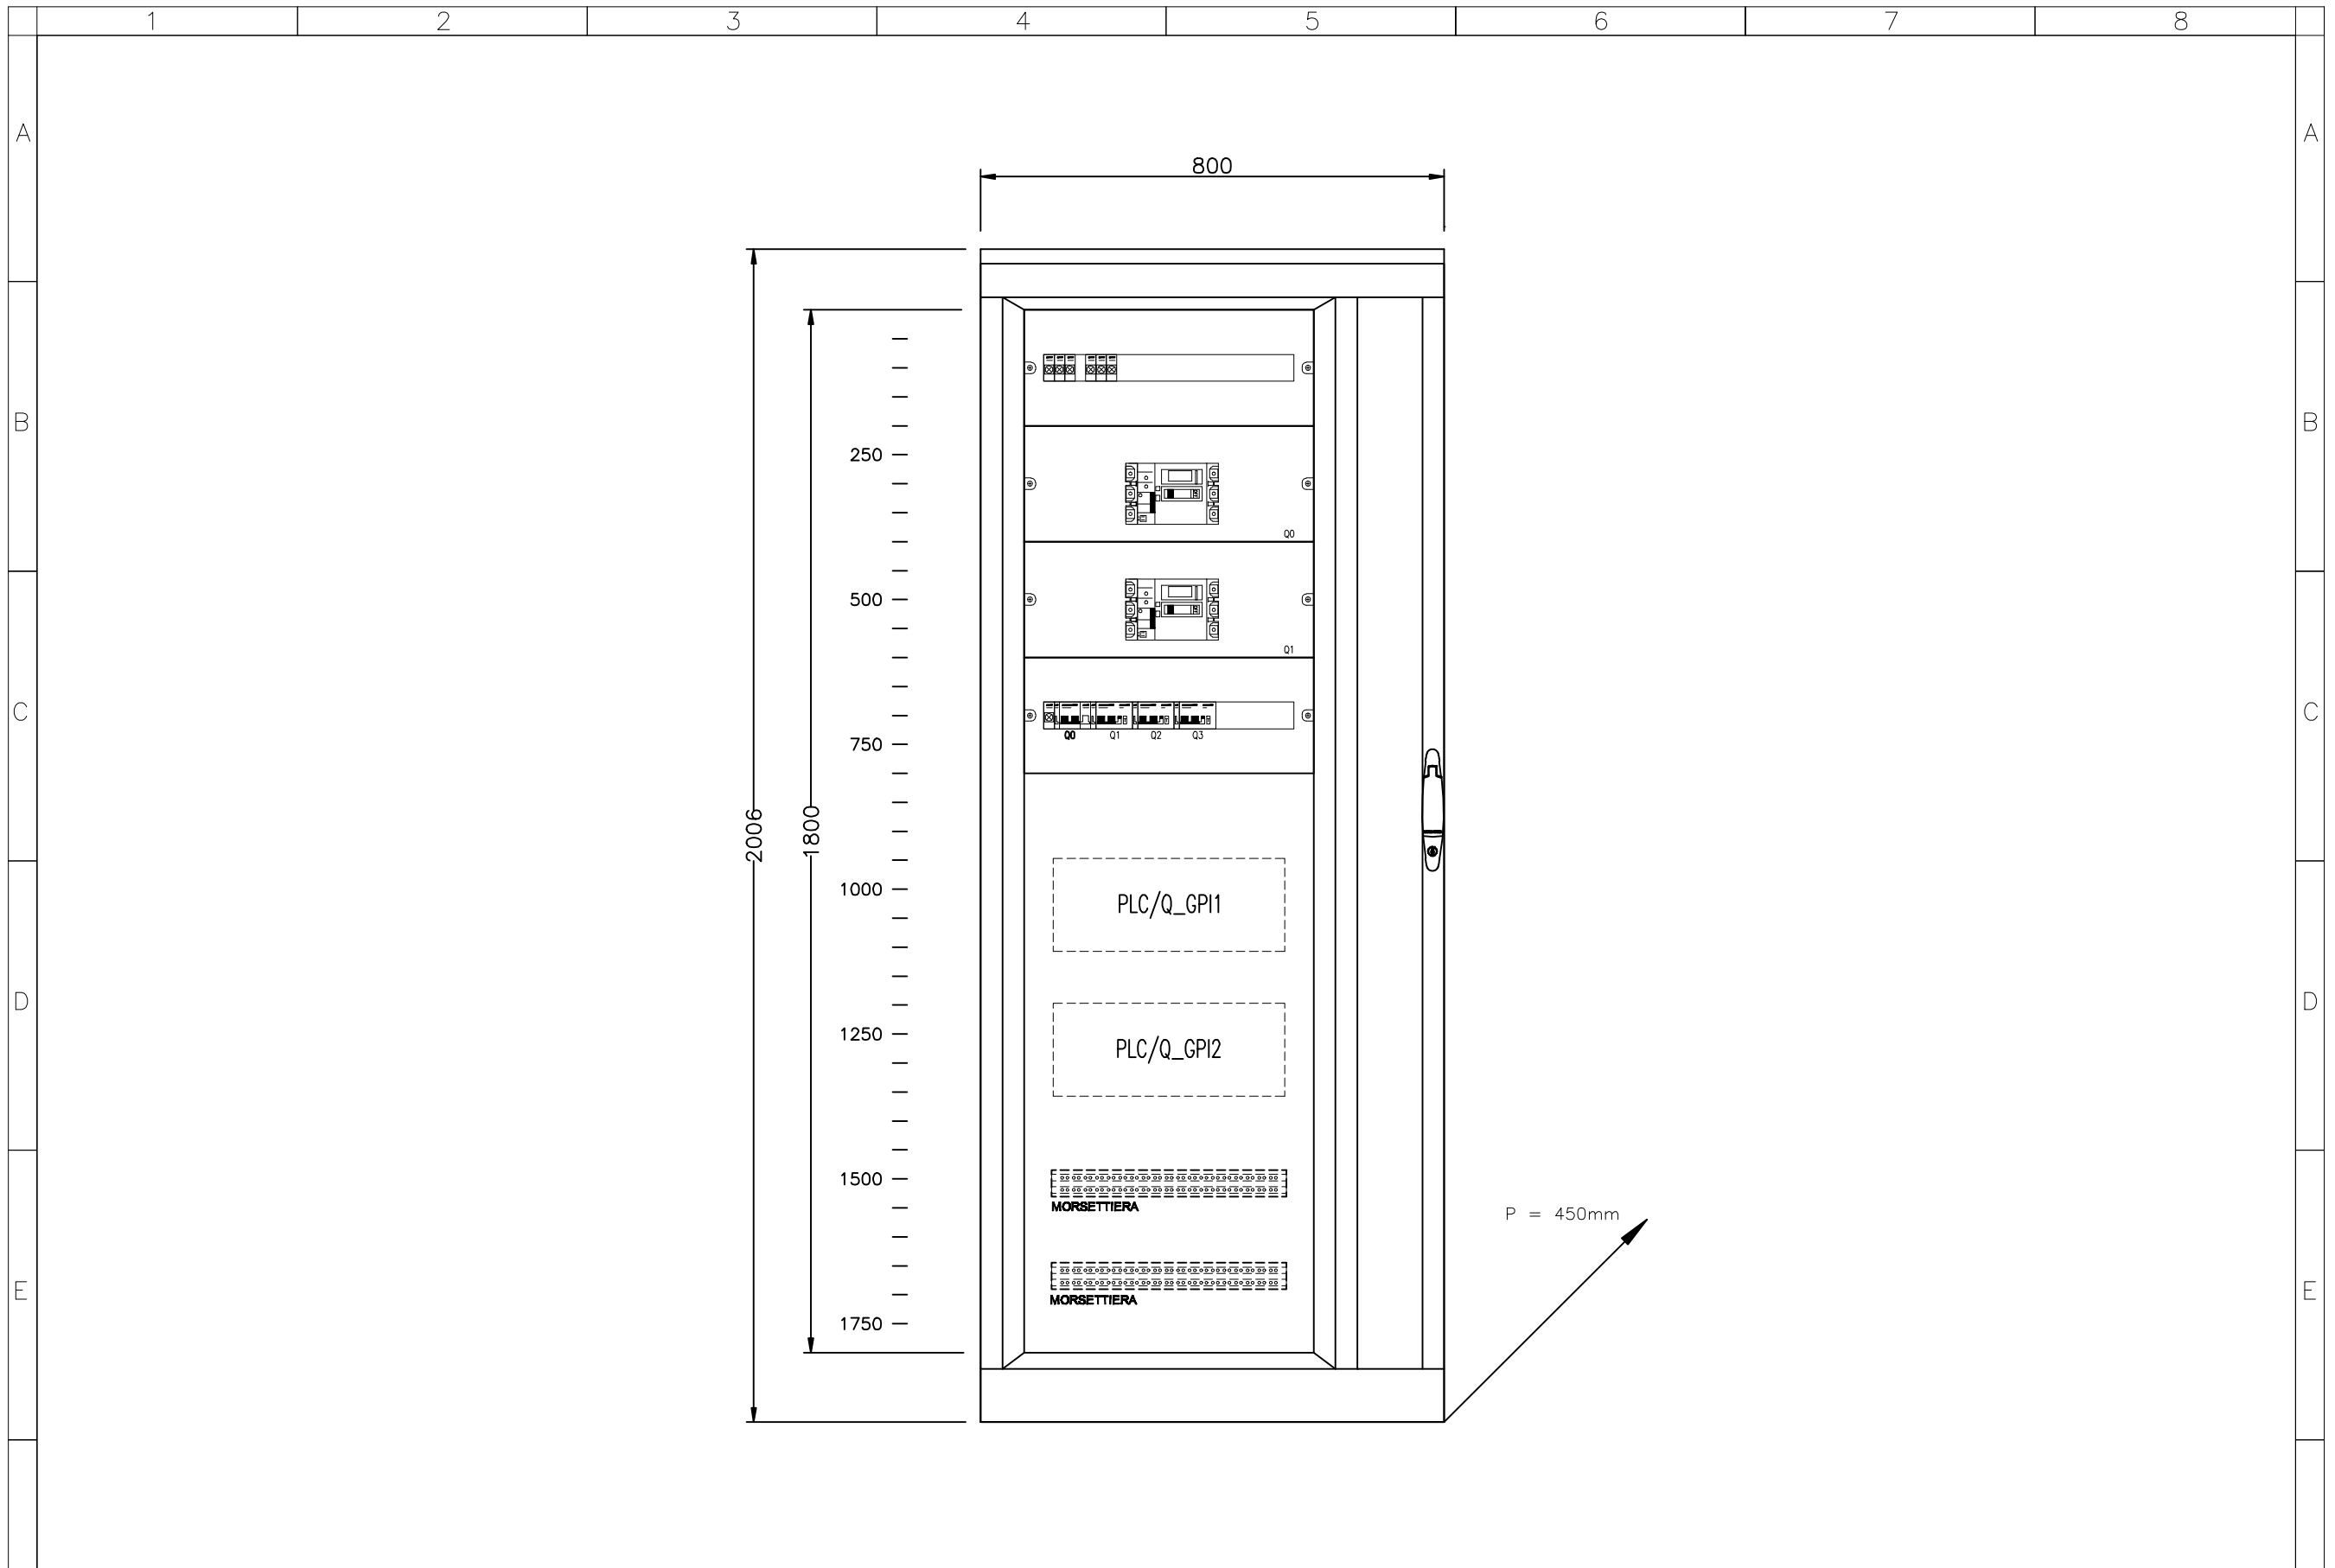 1 2 3 4 5 6 7 8
A A
800
B B
250
Q0
C C
500
Q1
Q0 Q1 Q2 Q3
750
2006
1800
D D
1000
PLC/Q_GPI1
1250
PLC/Q_GPI2
E E
1500
MORSETTIERA
P = 450mm
MORSETTIERA
1750